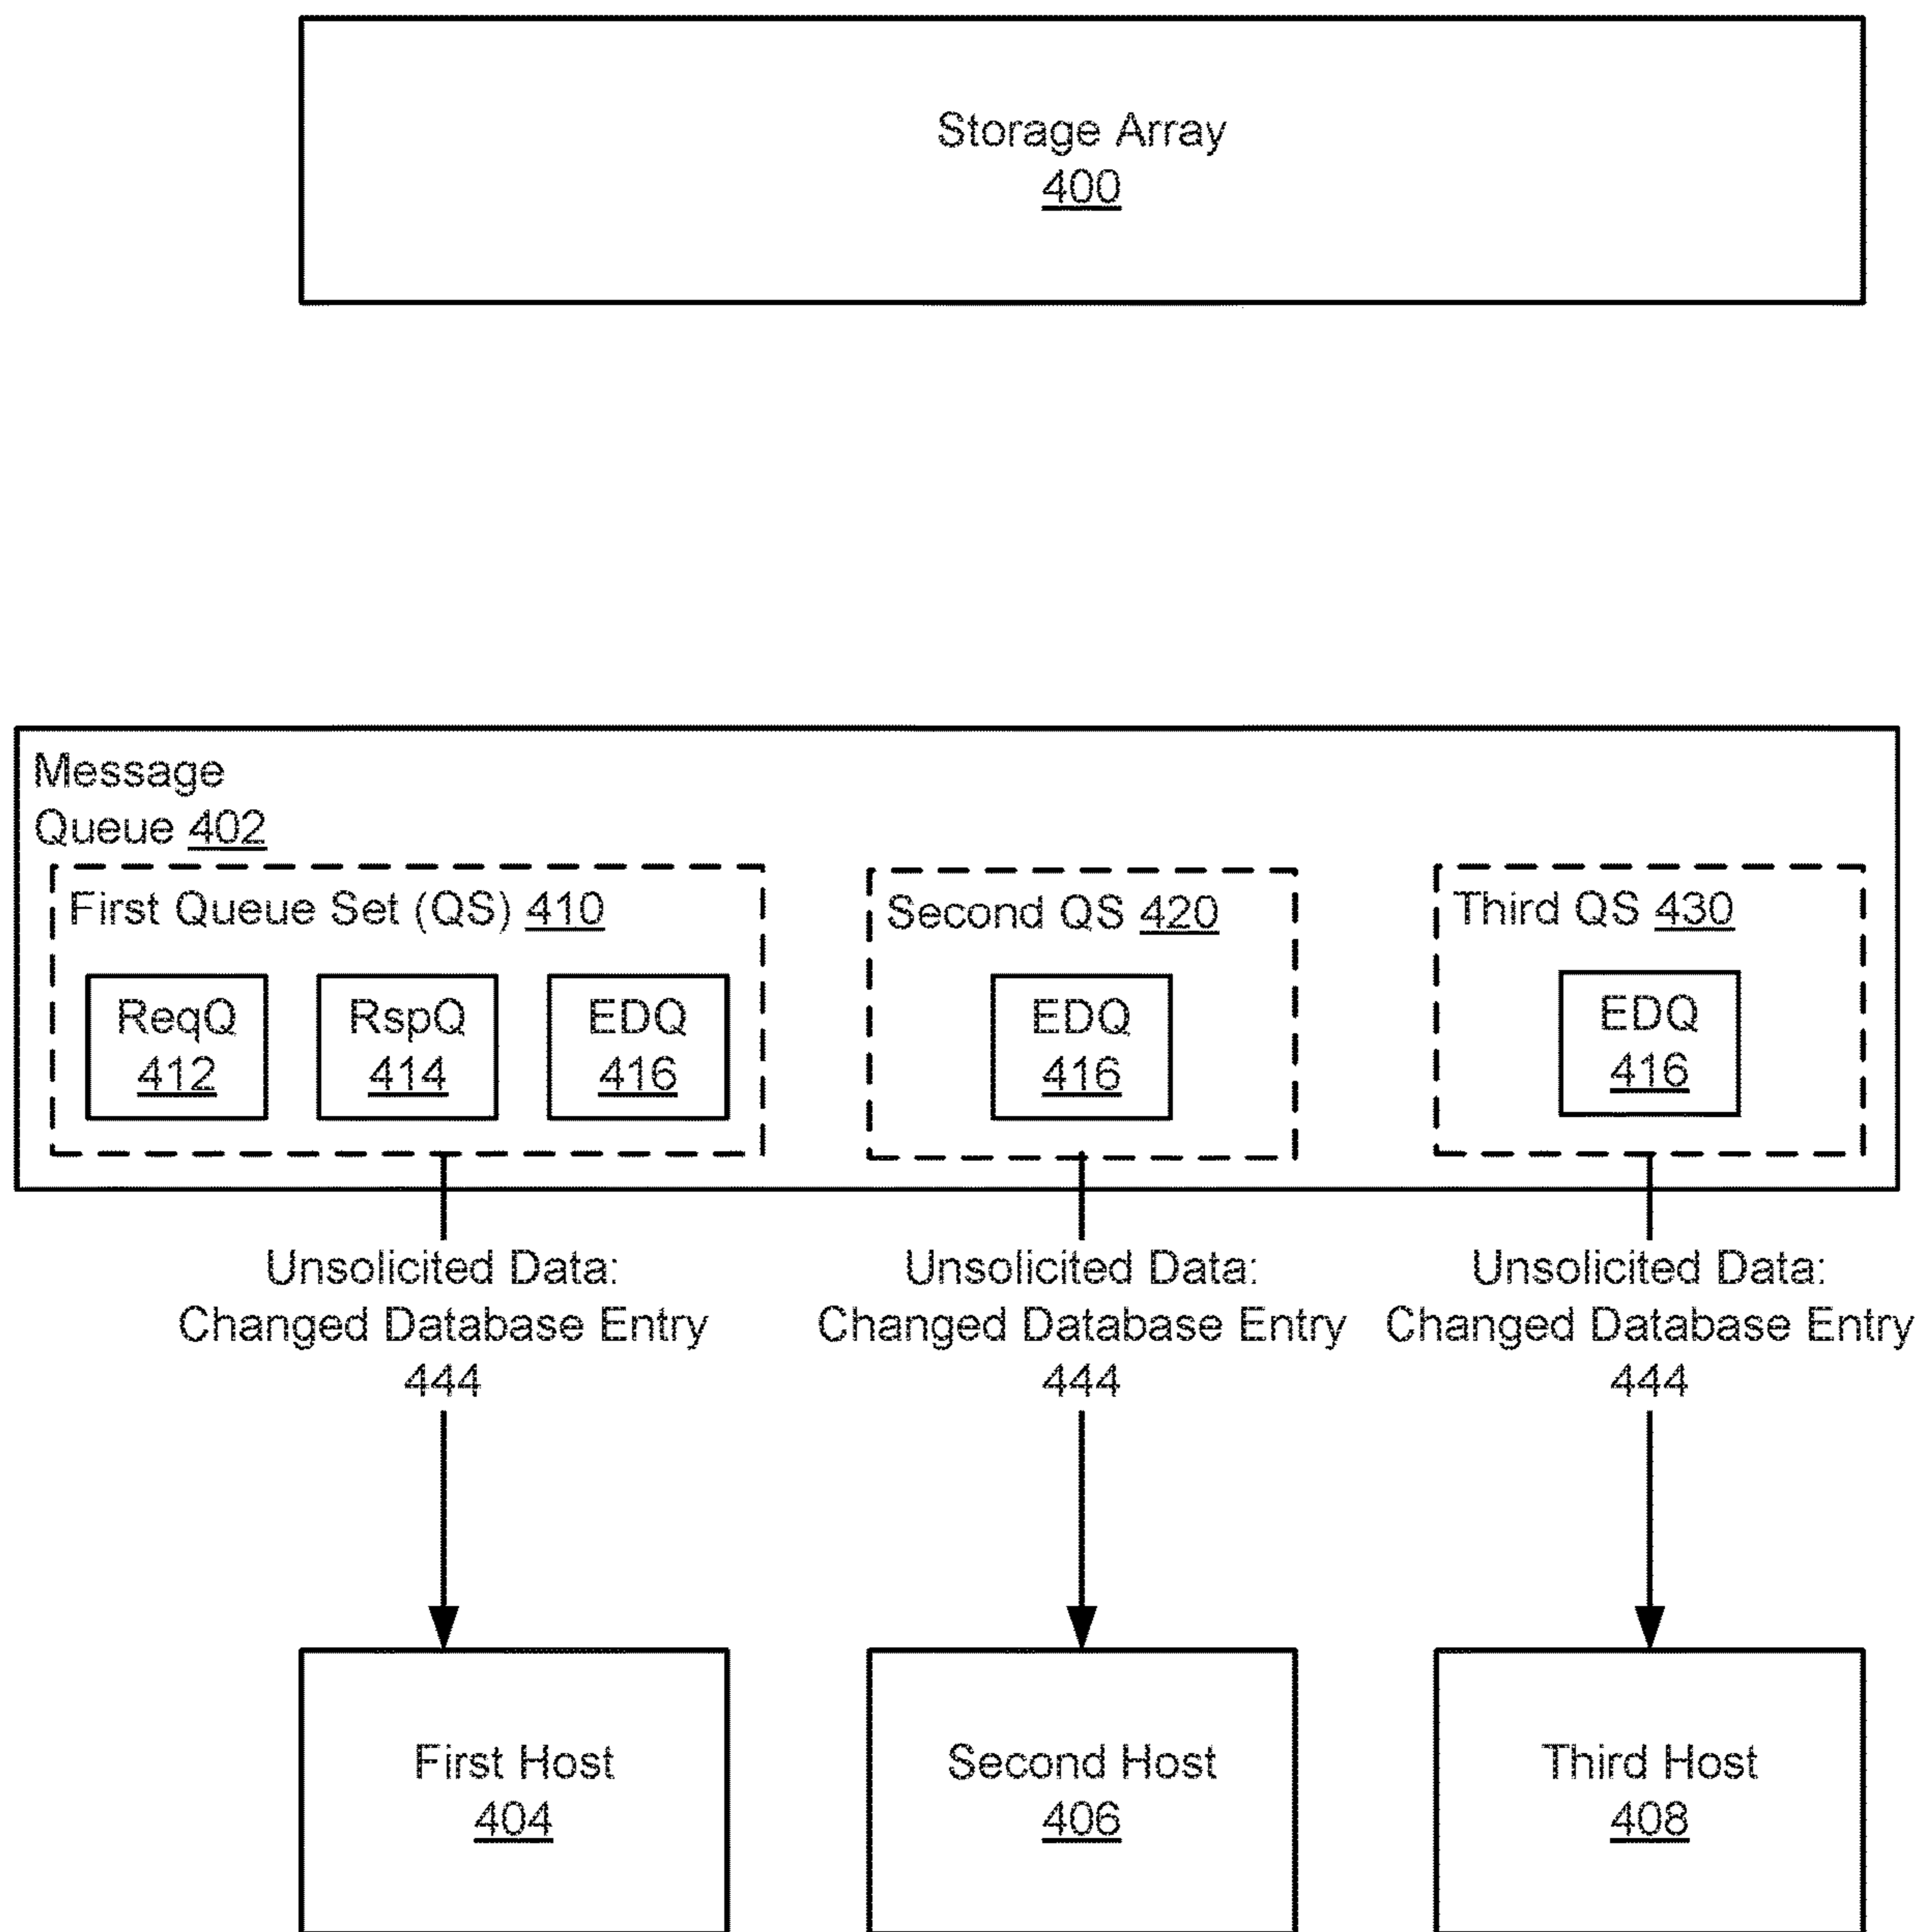 Storage Array
400
Message
Queue 402
First Queue Set (QS) 410
ReqQ
412
RspQ
414
EDQ
416
Second QS 420
EDQ
416
Third QS 430
EDQ
416
Unsolicited Data:
Changed Database Entry
444
Unsolicited Data:
Changed Database Entry
444
Unsolicited Data:
Changed Database Entry
444
First Host
404
Second Host
406
Third Host
408